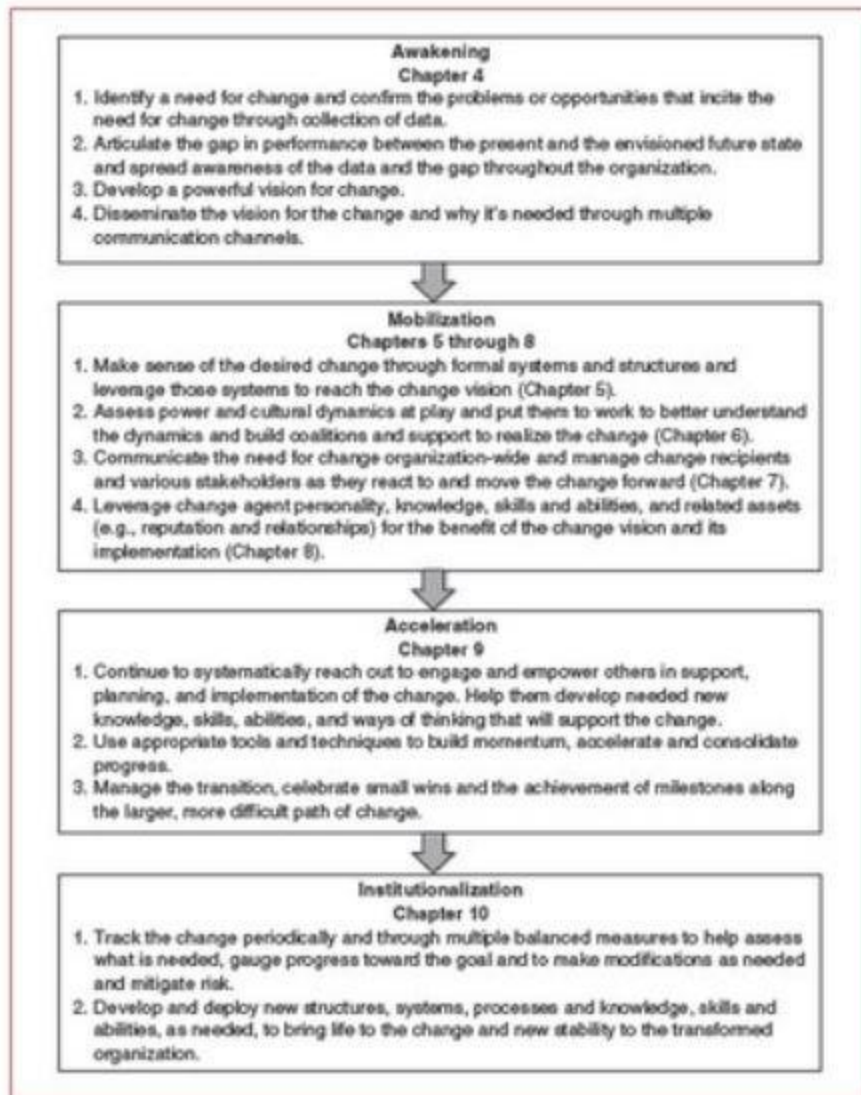 Awakening
Chapter 4
1. Identify a need for change and confirm the problems or opportunities that incite the
need for change through collection of data.
2. Articulate the gap in performance between the present and the envisioned future state
and spread awareness of the data and the gap throughout the organization.
3. Develop a powerful vision for change.
4. Disseminate the vision for the change and why it's needed through multiple
communication channels.
Mobilization
Chapters 5 through 8
1. Make sense of the desired change through formal systems and structures and
leverage those systems to reach the change vision (Chapter 5).
2. Assess power and cultural dynamics at play and put them to work to better understand
the dynamics and build coalitions and support to realize the change (Chapter 6).
3. Communicate the need for change organization-wide and manage change recipients
and various stakeholders as they react to and move the change forward (Chapter 7).
4. Leverage change agent personality, knowledge, skills and abilities, and related assets
(e.g., reputation and relationships) for the benefit of the change vision and its
implementation (Chapter 8).
Acceleration
Chapter 9
1. Continue to systematically reach out to engage and empower others in support,
planning, and implementation of the change. Help them develop needed new
knowledge, skills, abilities, and ways of thinking that will support the change.
2. Use appropriate tools and techniques to build momentum, accelerate and consolidate
progress.
3. Manage the transition, celebrate small wins and the achievement of milestones along
the larger, more difficult path of change.
Institutionalization
Chapter 10
1. Track the change periodically and through multiple balanced measures to help assess
what is needed, gauge progress toward the goal and to make modifications as needed
and mitigate risk.
2. Develop and deploy new structures, systems, processes and knowledge, skills and
abilities, as needed, to bring life to the change and new stability to the transformed
organization.